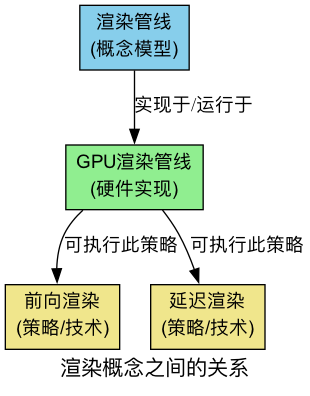 渲染管线
(概念模型)
实现于/运行于
GPU渲染管线
(硬件实现)
可执行此策略
可执行此策略
前向渲染
(策略/技术)
延迟渲染
(策略/技术)
渲染概念之间的关系